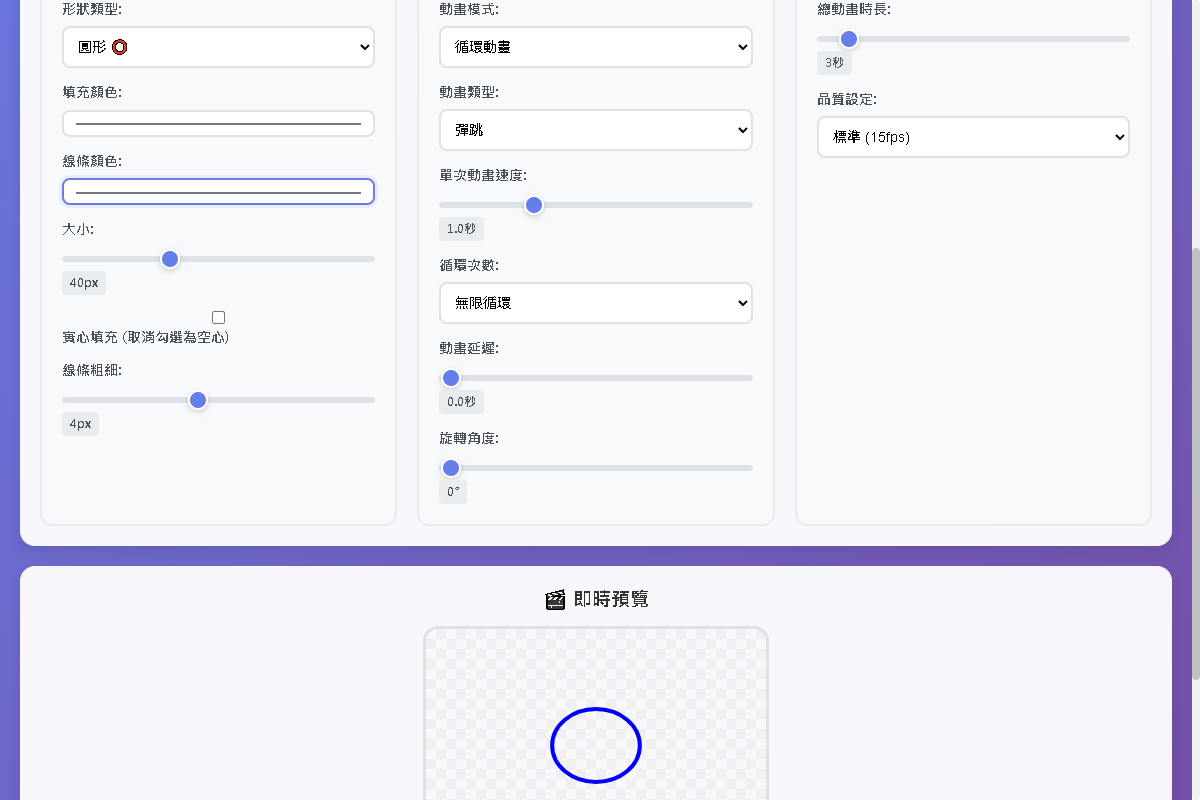 形狀類型:
圓形 ⭕
填充顏色:
線條顏色:
大小:
40px
實心填充 (取消勾選為空心)
線條粗細:
4px
動畫模式:
循環動畫
動畫類型:
彈跳
單次動畫速度:
1.0秒
循環次數:
無限循環
動畫延遲:
0.0秒
旋轉角度:
0°
總動畫時長:
3秒
品質設定:
標準 (15fps)
🎬 即時預覽